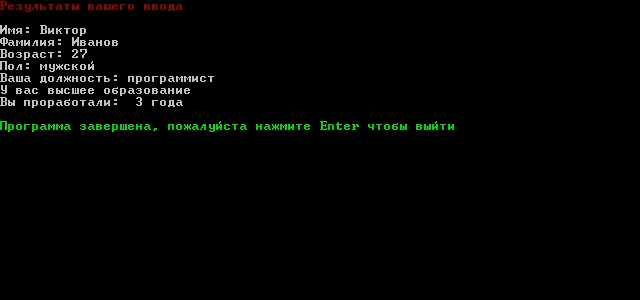 Результаты вашего ввода
Имя: Виктор
Фамилия: Иванов
Возраст: 27
Пол: мужской
Ваша должность: программист
У вас высшее образование
Вы проработали:  3 года
Программа завершена, пожалуйста нажмите Enter чтобы выйти